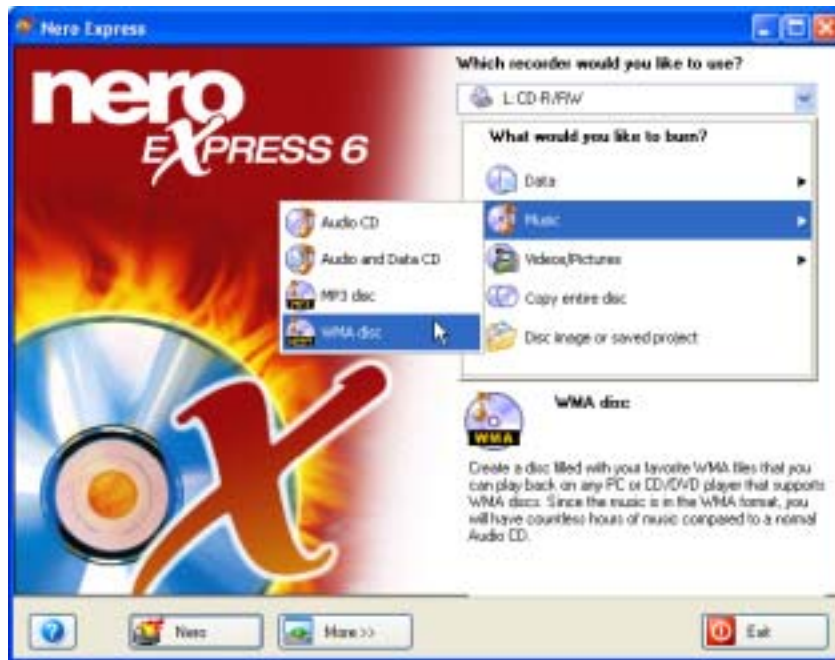 Nero Express
nero
EXPRESS 6
Which recorder would you like to use?
L: CD-R/RW
What would you like to burn?
Data
Music
Videos/Pictures
Copy entire disc
Disc image or saved project
Audio CD
Audio and Data CD
MP3 disc
WMA disc
WMA
WMA disc
Create a disc filled with your favorite WMA files that you
can play back on any PC or CD/DVD player that supports
WMA discs. Since the music is in the WMA format, you
will have countless hours of music compared to a normal
Audio CD.
Nero
More >>
Exit